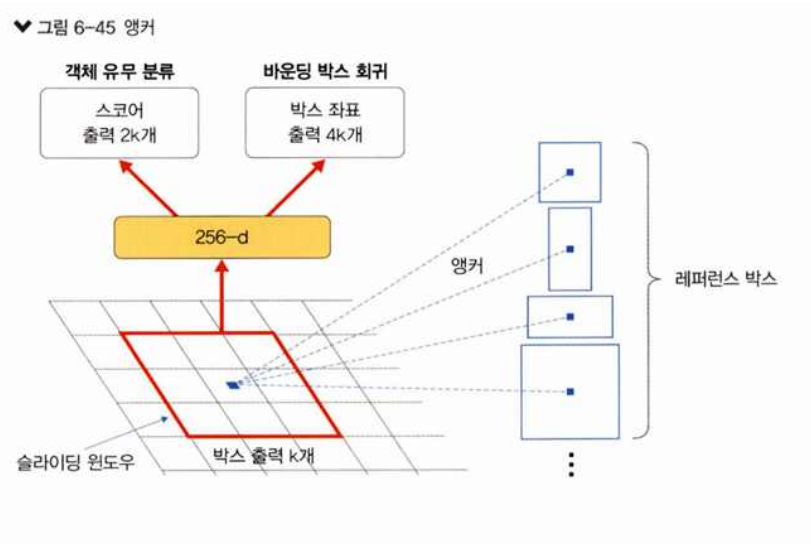 그림 6-45 앵커
객체 유무 분류
바운딩 박스 회귀
스코어
출력 2k개
박스 좌표
출력 4k개
256-d
앵커
레퍼런스 박스
슬라이딩 윈도우
박스 출력 k개